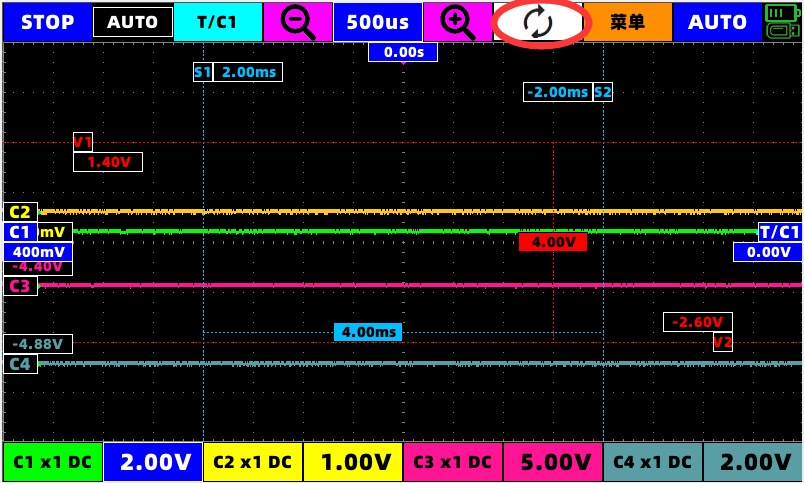 STOP AUTO T/C1 500us 菜单 AUTO
0.00s
S1 2.00ms
-2.00ms S2
V1
1.40V
C2
C1 mV T/C1
4.00V
400mV 0.00V
-4.40V
C3
-2.60V
4.00ms
-4.88V V2
C4
C1 x1 DC 2.00V C2 x1 DC 1.00V C3 x1 DC 5.00V C4 x1 DC 2.00V